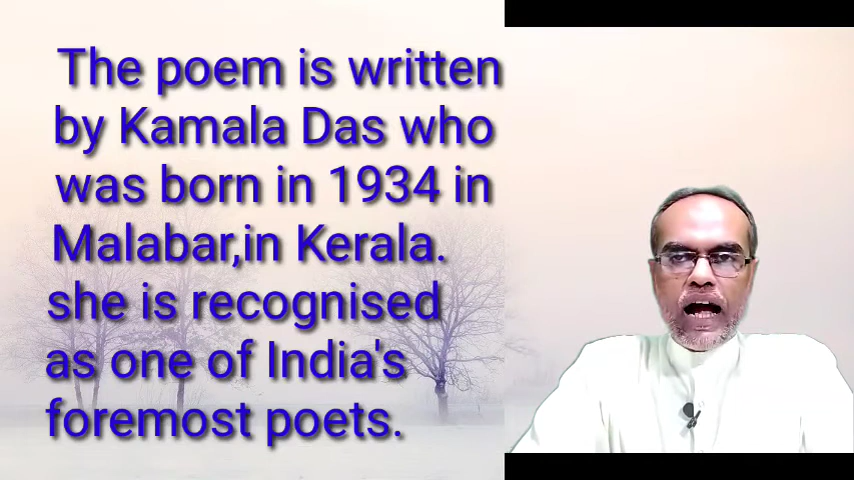 The poem is written
by Kamala Das who
was born in 1934 in
Malabar,in Kerala.
she is recognised
as one of India's
foremost poets.